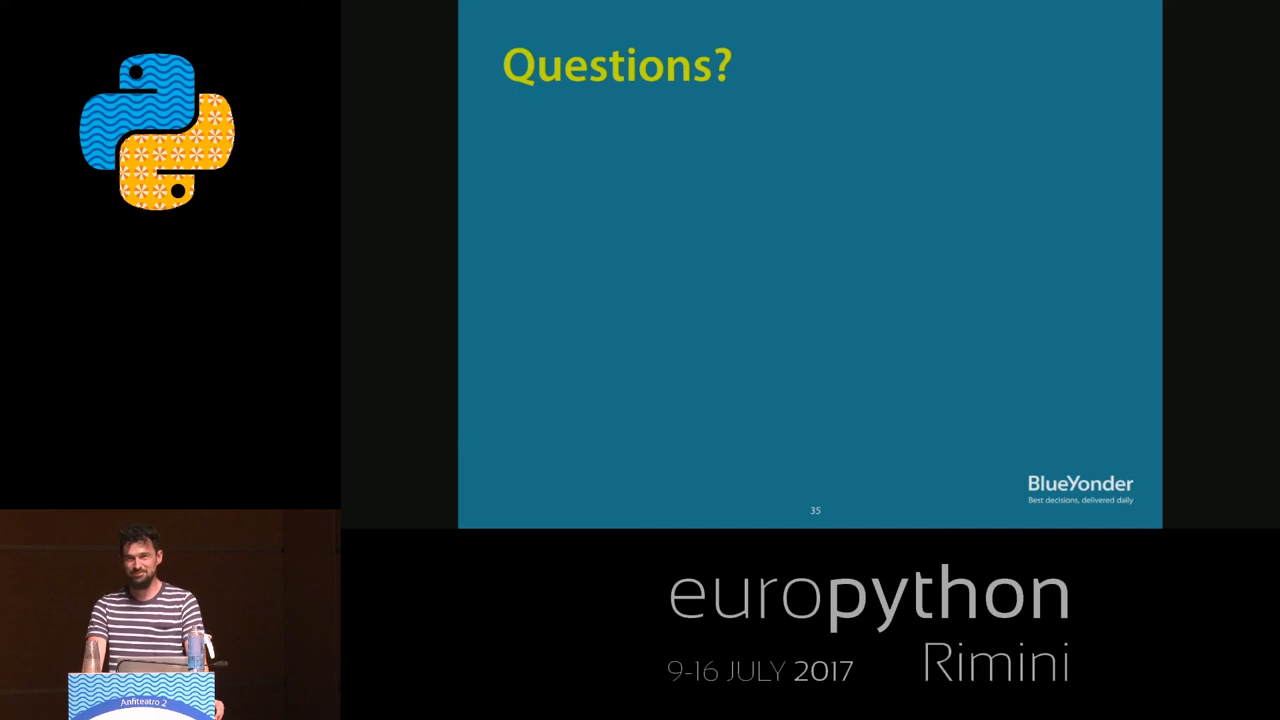 Questions?
BlueYonder
Best decisions, delivered daily
35
europython
Rimini
9-16 JULY 2017
Anfiteatro 2